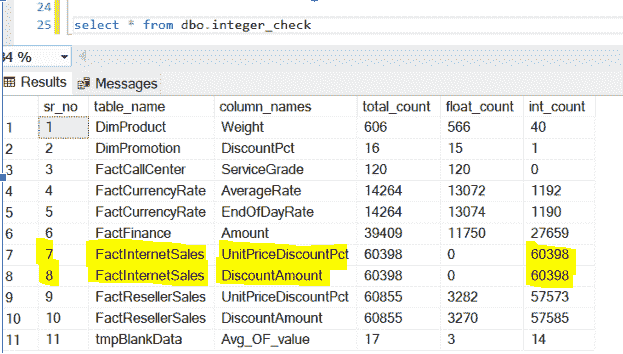 24
25 select * from dbo.integer_check
34 %
Results Messages
sr_no table_name column_names total_count float_count int_count
1 1 DimProduct Weight 606 566 40
2 2 DimPromotion DiscountPct 16 15 1
3 3 FactCallCenter ServiceGrade 120 120 0
4 4 FactCurrencyRate AverageRate 14264 13072 1192
5 5 FactCurrencyRate EndOfDayRate 14264 13074 1190
6 6 FactFinance Amount 39409 11750 27659
7 7 FactInternetSales UnitPriceDiscountPct 60398 0 60398
8 8 FactInternetSales DiscountAmount 60398 0 60398
9 9 FactResellerSales UnitPriceDiscountPct 60855 3282 57573
10 10 FactResellerSales DiscountAmount 60855 3270 57585
11 11 tmpBlankData Avg_OF_value 17 3 14